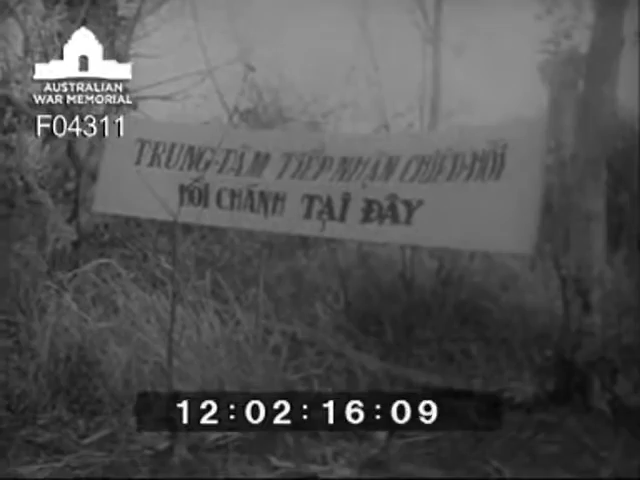 AUSTRALIAN
WAR MEMORIAL
F04311
TRUNG-TÂM TIẾP NHẬN CHIÊU-HỒI
HỒI CHÁNH TẠI ĐÂY
12:02:16:09